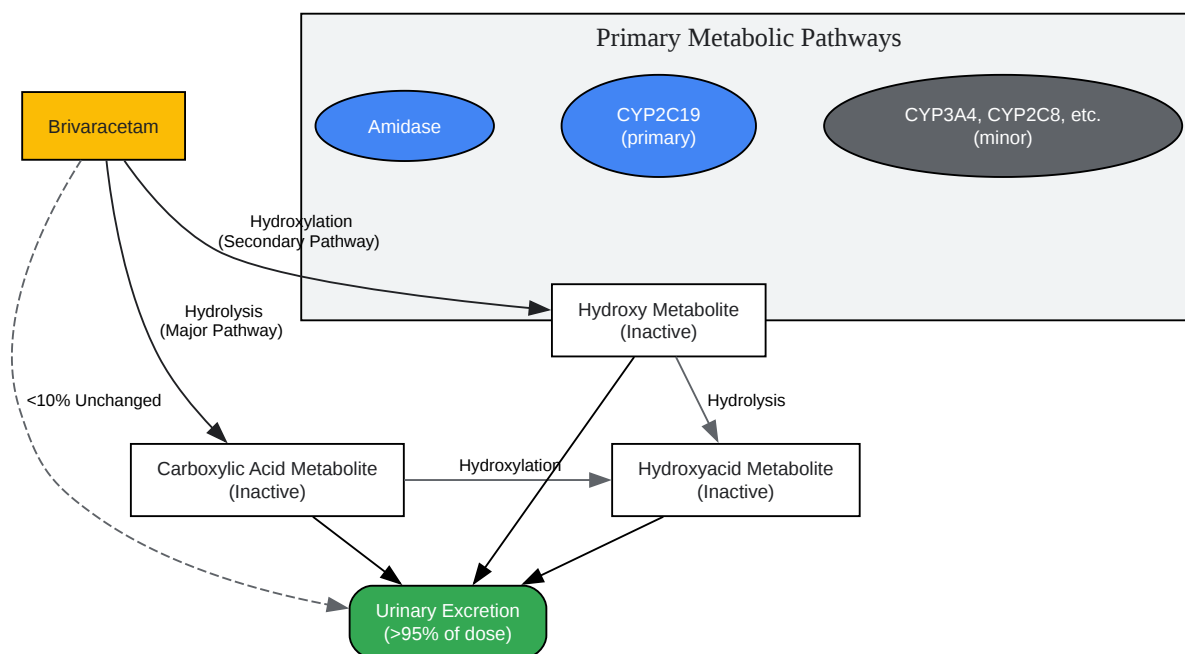 Primary Metabolic Pathways
Brivaracetam
Amidase
CYP2C19
(primary)
CYP3A4, CYP2C8, etc.
(minor)
Hydroxylation
(Secondary Pathway)
Hydrolysis
(Major Pathway)
Hydroxy Metabolite
(Inactive)
<10% Unchanged
Hydrolysis
Carboxylic Acid Metabolite
(Inactive)
Hydroxylation
Hydroxyacid Metabolite
(Inactive)
Urinary Excretion
(>95% of dose)